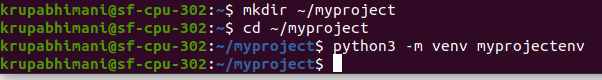 krupabhimani@sf-cpu-302:~$ mkdir ~/myproject
krupabhimani@sf-cpu-302:~$ cd ~/myproject
krupabhimani@sf-cpu-302:~/myproject$ python3 -m venv myprojectenv
krupabhimani@sf-cpu-302:~/myproject$